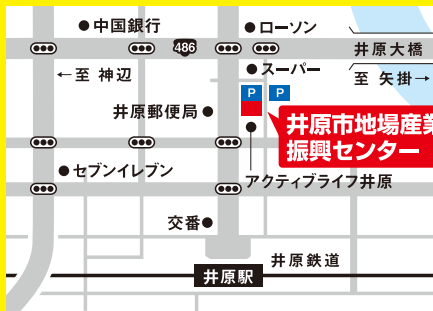 中国銀行
ローソン
486
井原大橋
←至 神辺
スーパー
至 矢掛→
P
P
井原郵便局
井原市地場産業
振興センター
セブンイレブン
アクティブライフ井原
交番
井原鉄道
井原駅